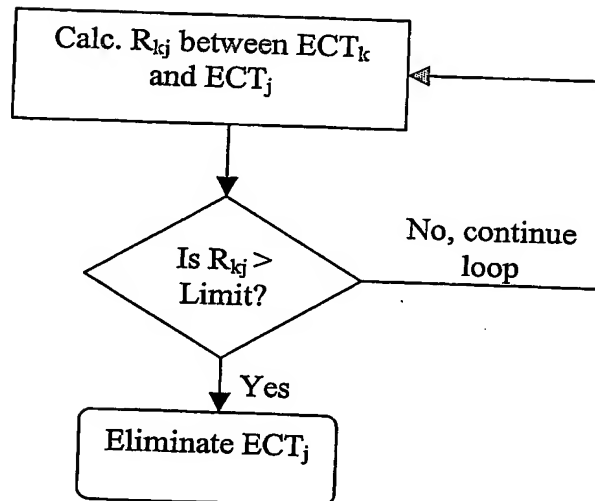 Calc. R_kj between ECT_k
and ECT_j
Is R_kj >
Limit?
No, continue
loop
Yes
Eliminate ECT_j